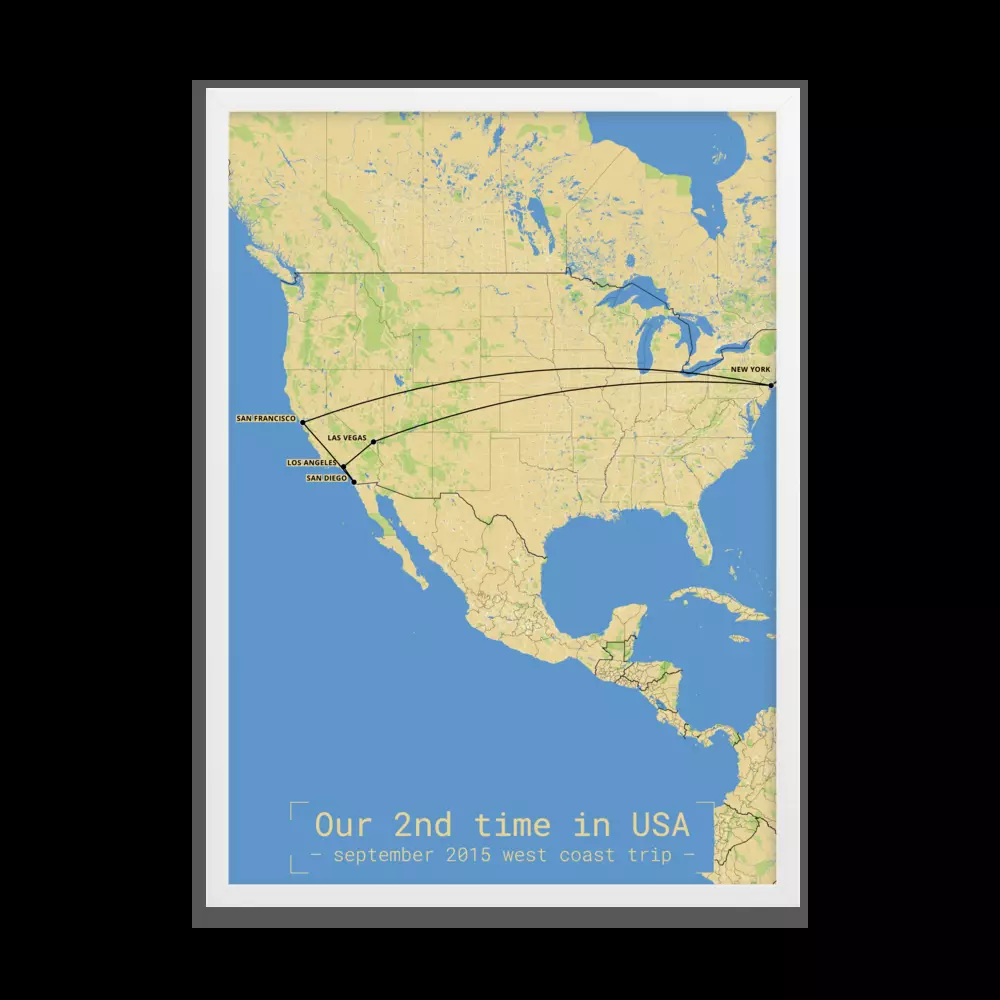 NEW YORK
SAN FRANCISCO
LAS VEGAS
LOS ANGELES
SAN DIEGO
Our 2nd time in USA
– september 2015 west coast trip –